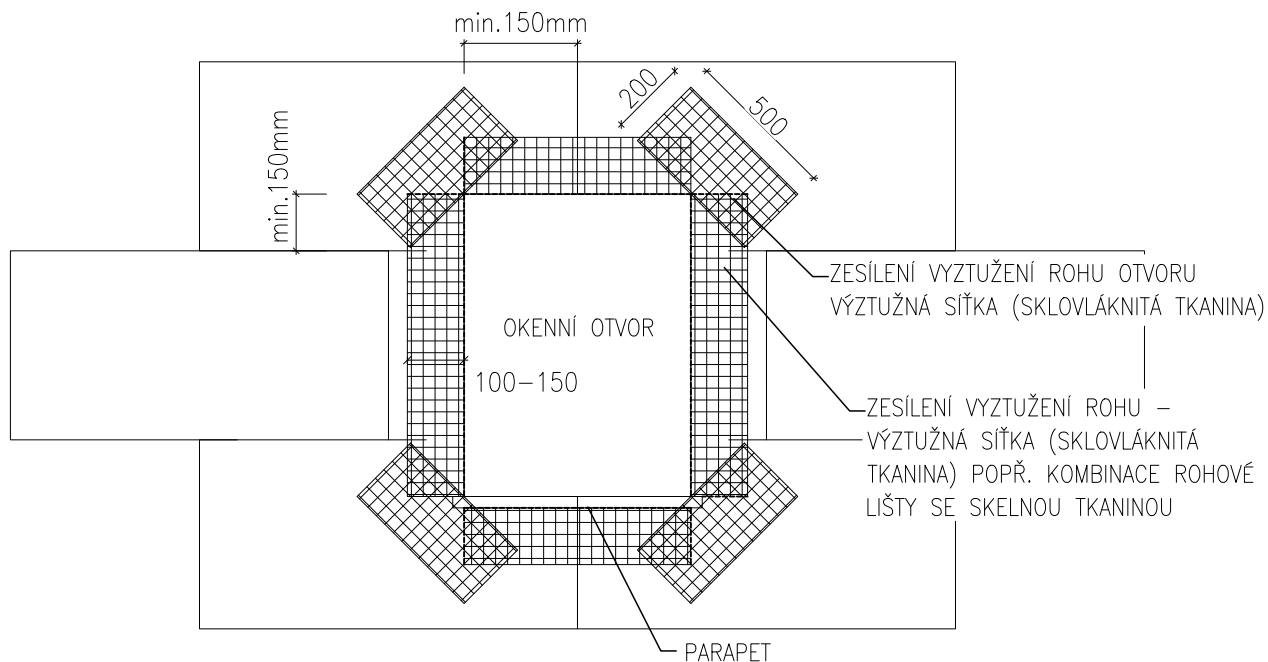 min.150mm
200
500
min.150mm
ZESÍLENÍ VYZTUŽENÍ ROHU OTVORU
VÝZTUŽNÁ SÍŤKA (SKLOVLÁKNITÁ TKANINA)
OKENNÍ OTVOR
100-150
ZESÍLENÍ VYZTUŽENÍ ROHU –
VÝZTUŽNÁ SÍŤKA (SKLOVLÁKNITÁ
TKANINA) POPŘ. KOMBINACE ROHOVÉ
LIŠTY SE SKELNOU TKANINOU
PARAPET